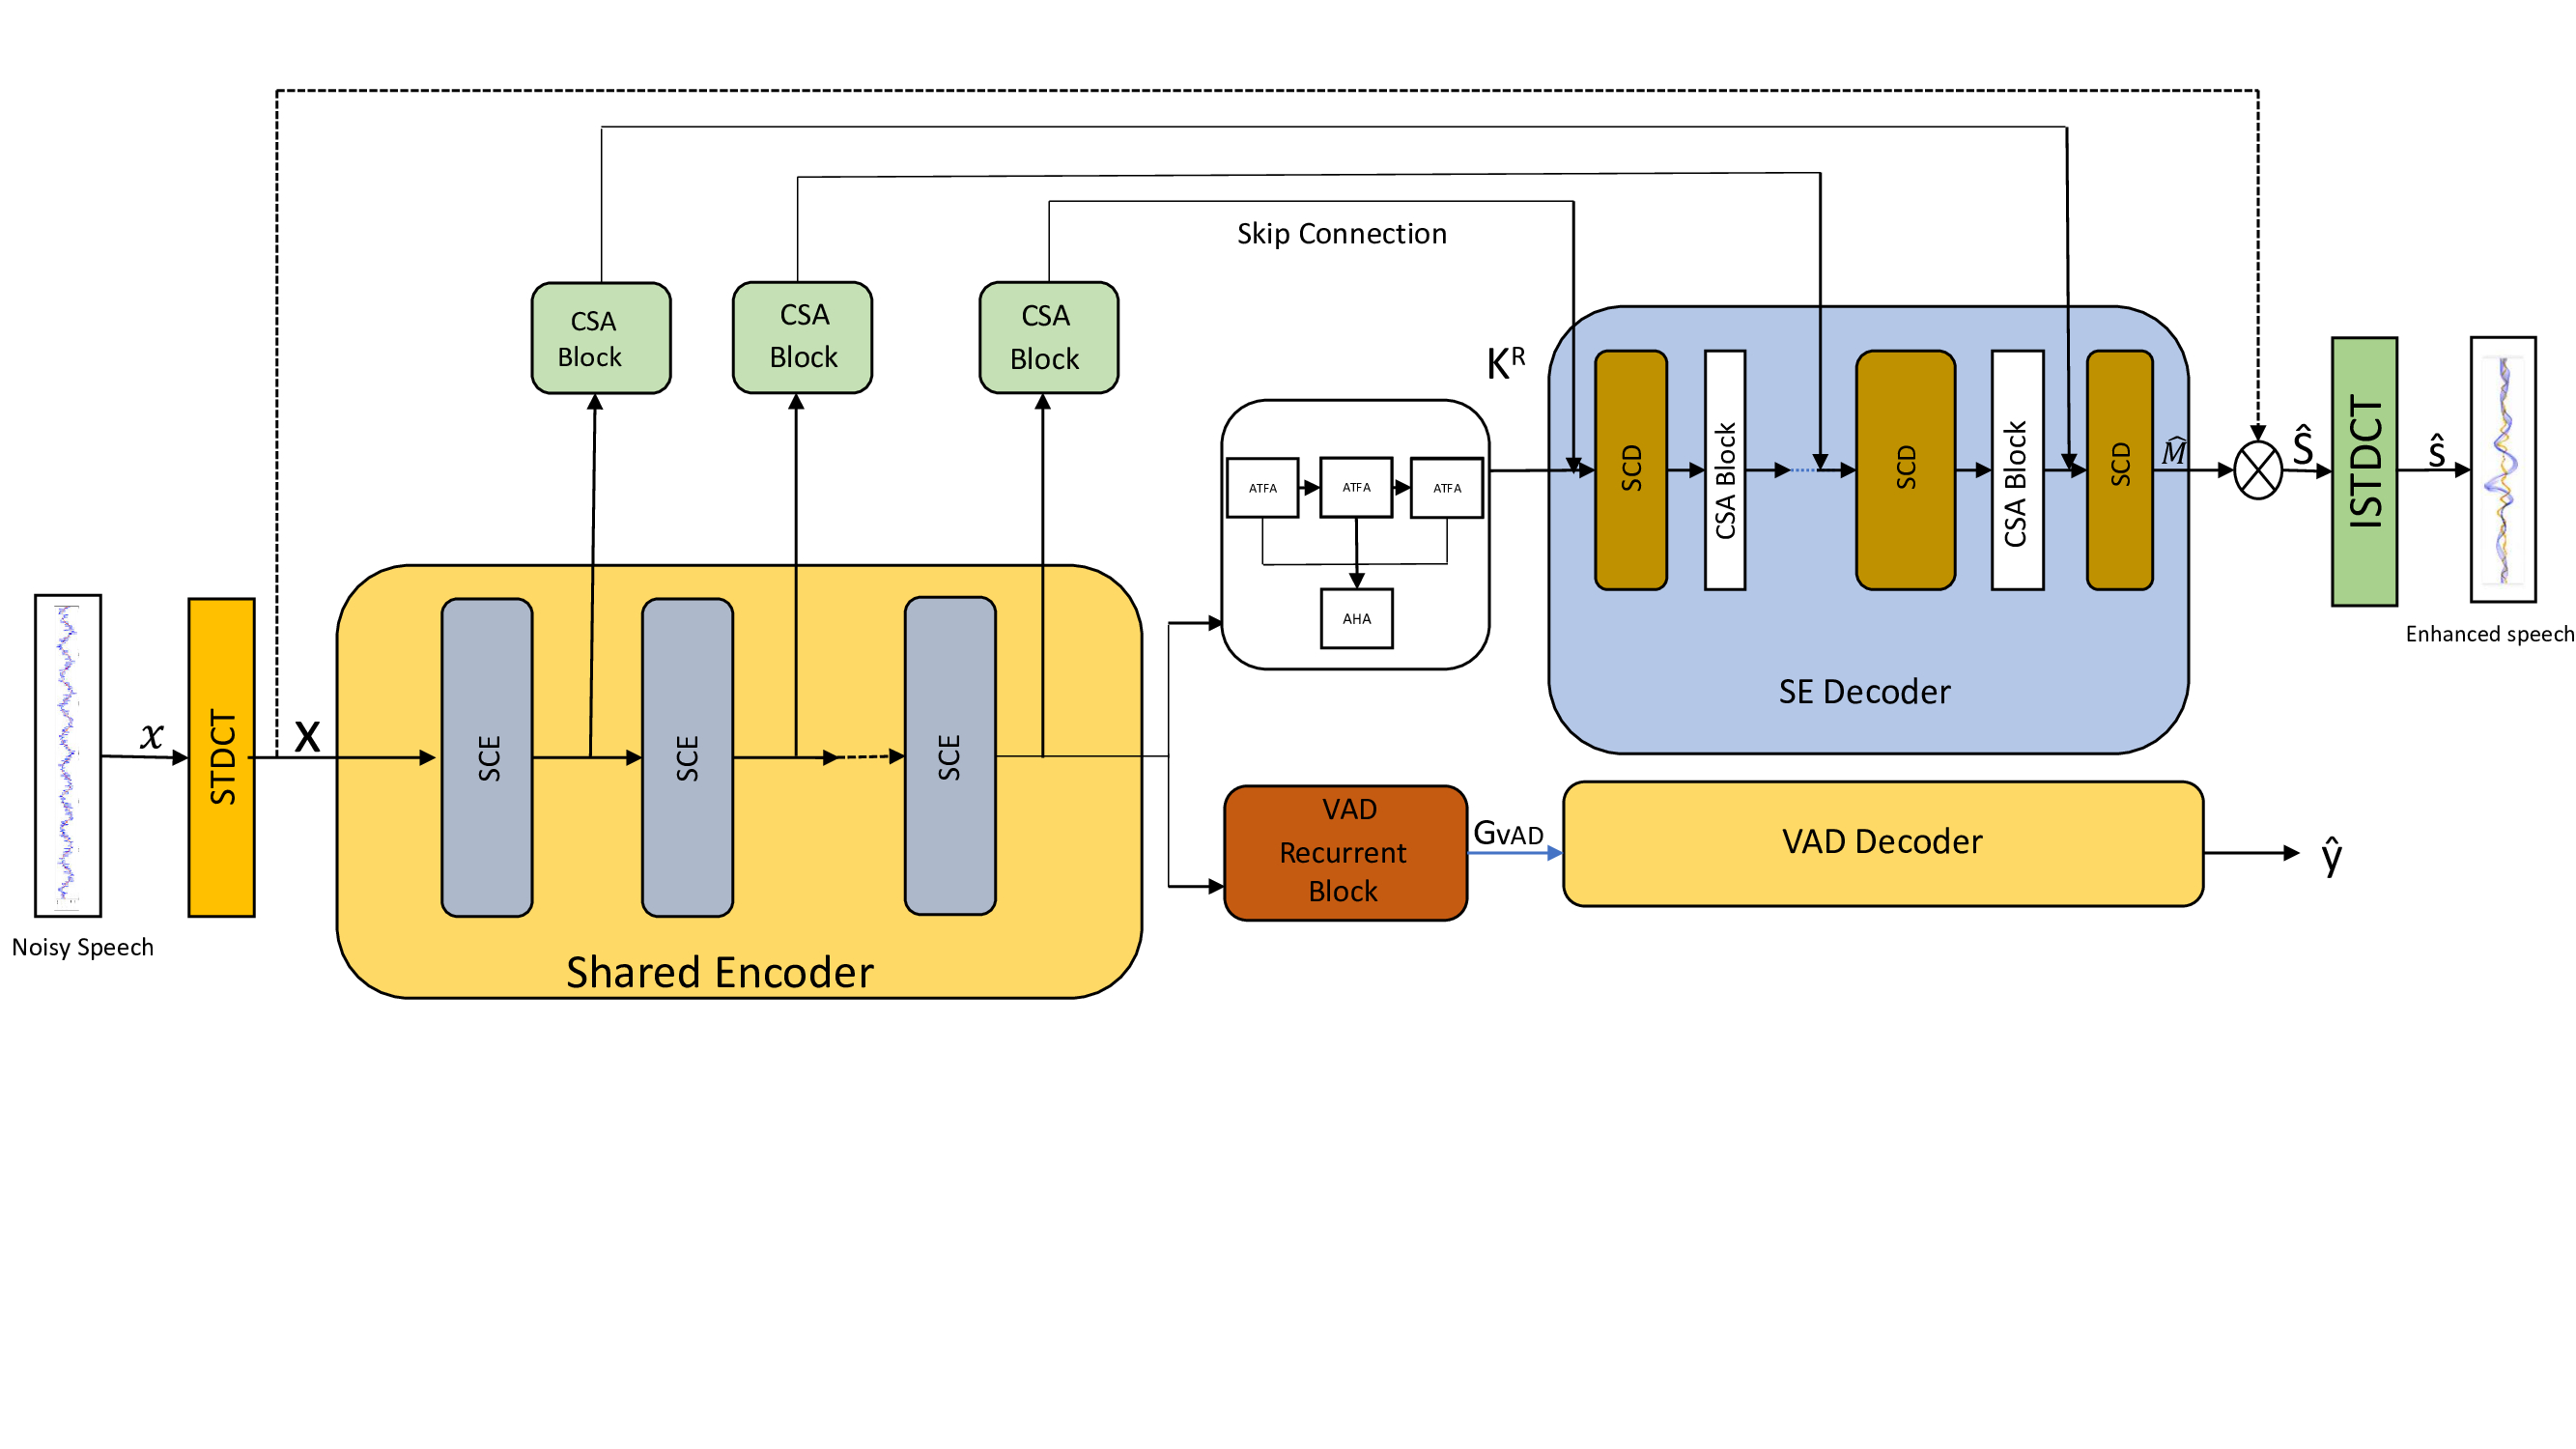 Skip Connection
CSA
Block
CSA
Block
CSA
Block
K^R
ATFA
ATFA
ATFA
AHA
SCD
CSA Block
SCD
CSA Block
SCD
M̂
Ŝ
ISTDCT
ŝ
Enhanced speech
SE Decoder
x
STDCT
X
SCE
SCE
SCE
Noisy Speech
Shared Encoder
VAD
Recurrent
Block
GVAD
VAD Decoder
ŷ